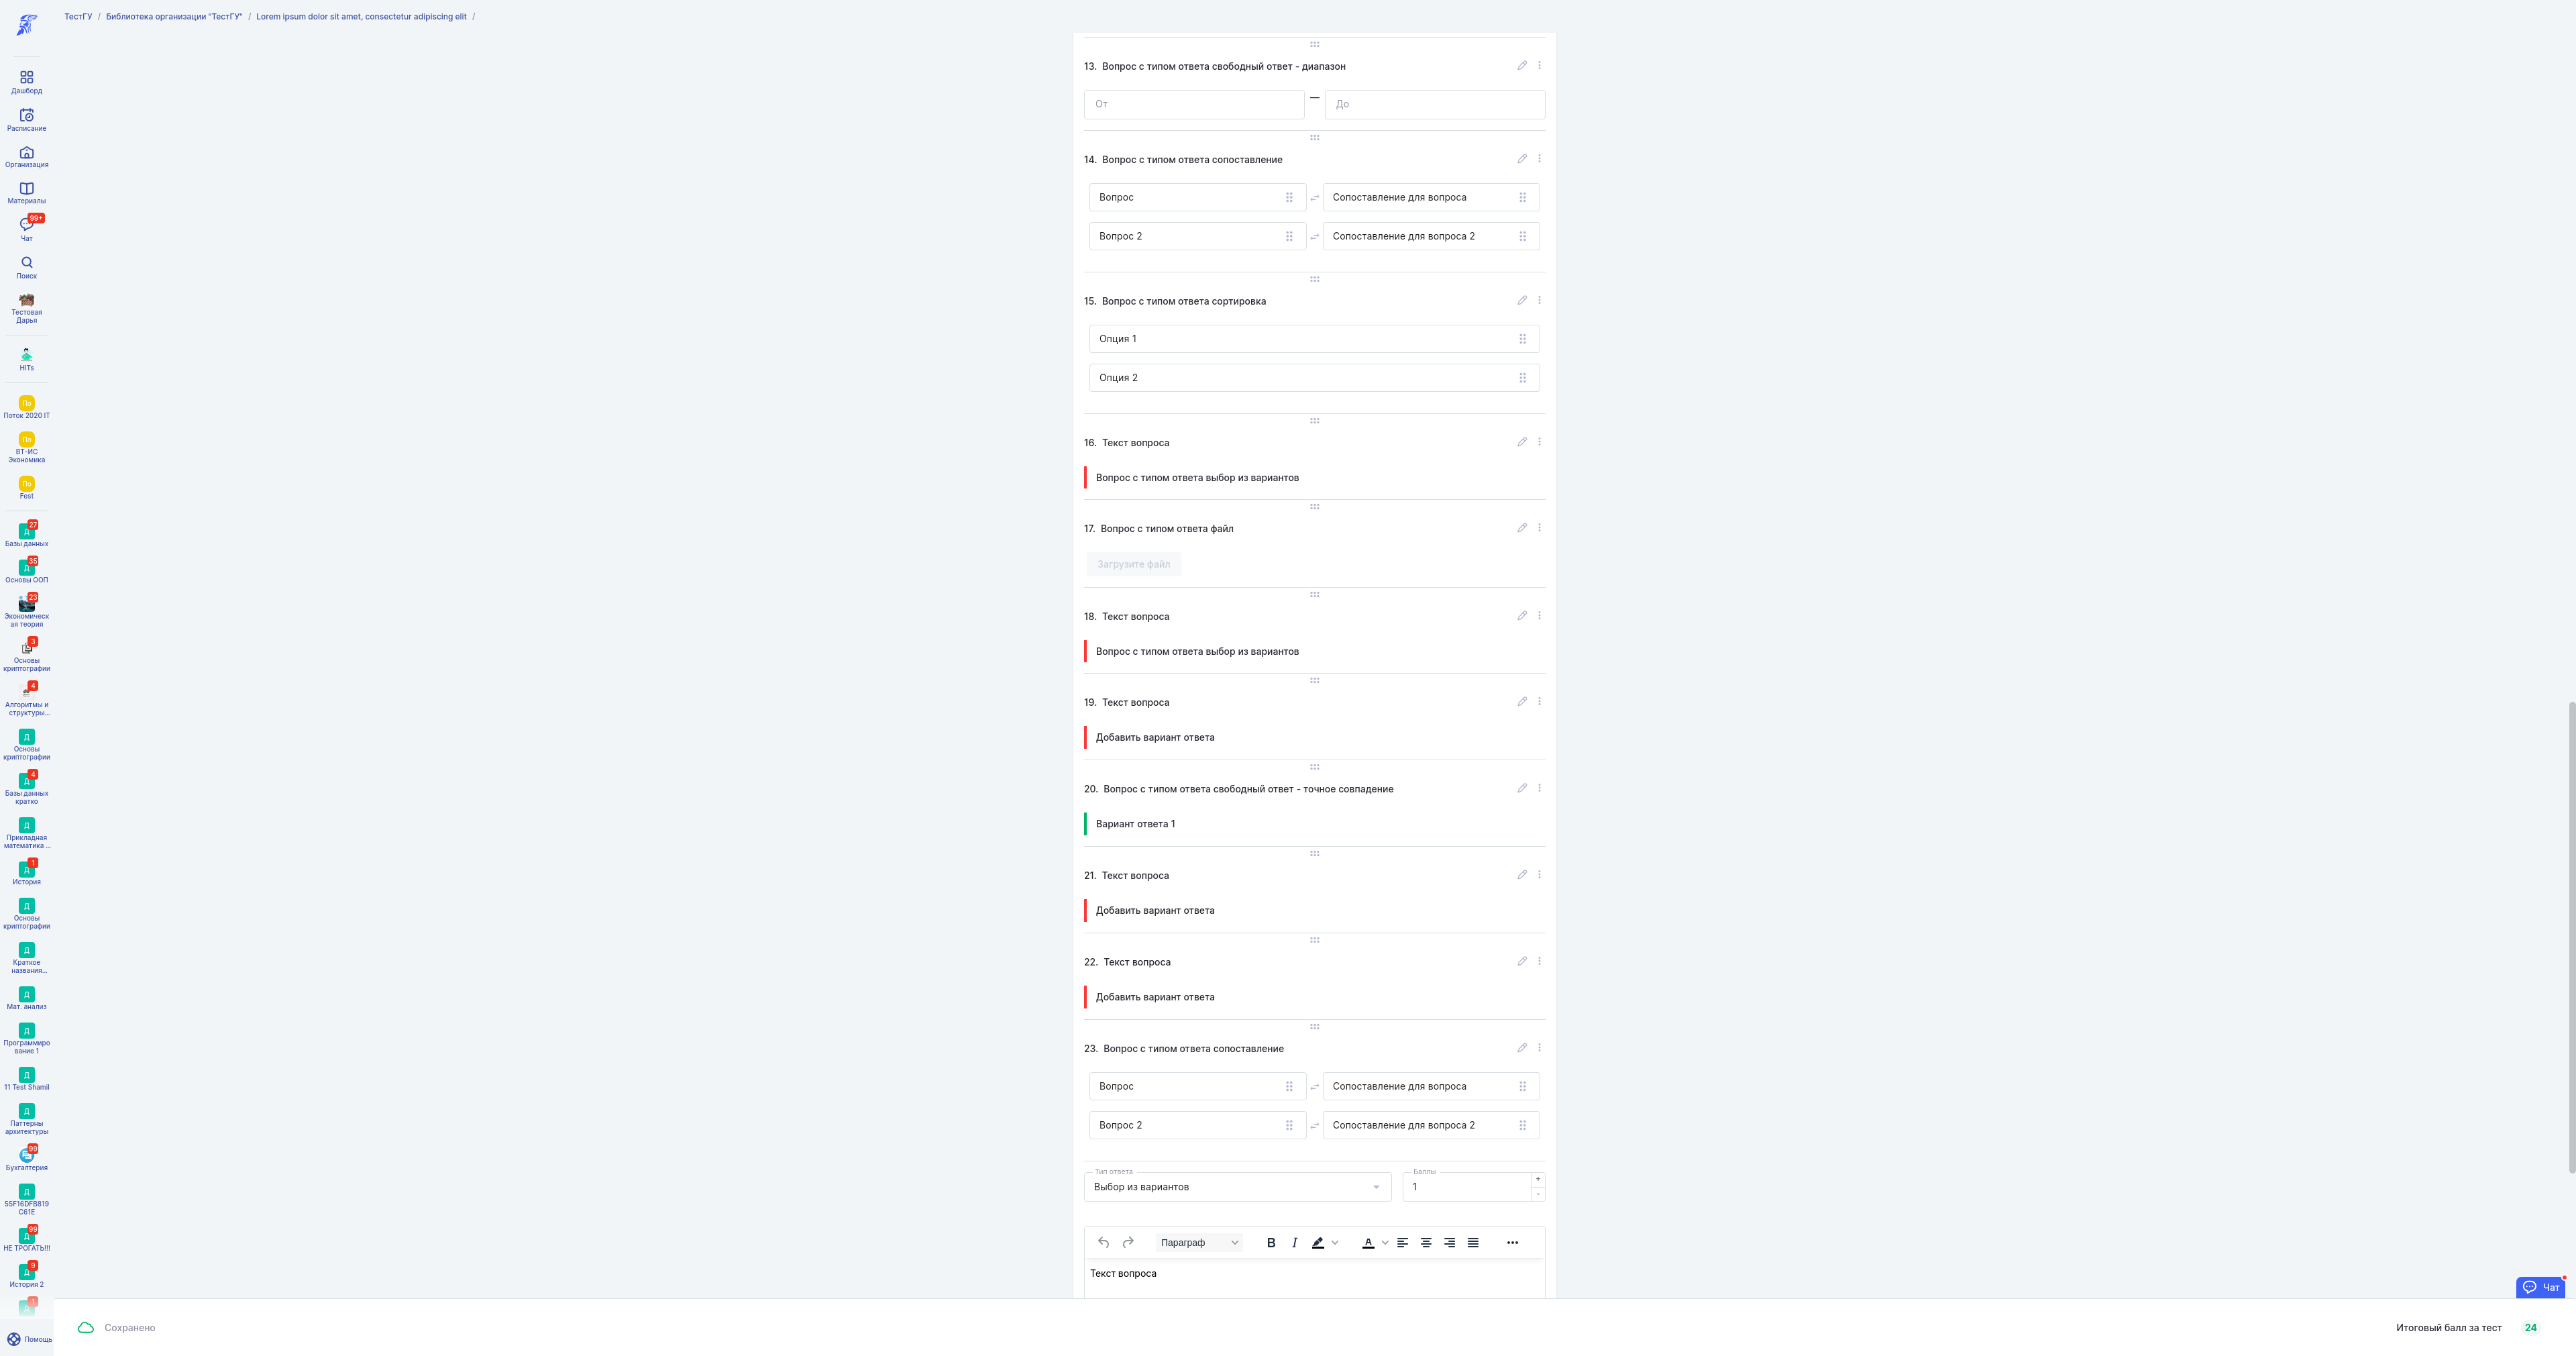 ТестГУ / Библиотека организации "ТестГУ" / Lorem ipsum dolor sit amet, consectetur adipiscing elit /
Дашборд
Расписание
Организация
Материалы
99+
Чат
Поиск
Тестовая
Дарья
HITs
По
Поток 2020 IT
По
ВТ-ИС
Экономика
По
Fest
27
Д
Базы данных
35
Д
Основы ООП
23
Экономическ
ая теория
3
Основы
криптографии
4
Алгоритмы и
структуры...
Д
Основы
криптографии
4
Д
Базы данных
кратко
Д
Прикладная
математика ...
1
Д
История
Д
Основы
криптографии
Д
Краткое
названия...
Д
Мат. анализ
Д
Программиро
вание 1
Д
11 Test Shamil
Д
Паттерны
архитектуры
99
Бухгалтерия
Д
55F16DFB819
C61E
99
Д
НЕ ТРОГАТЬ!!!
9
Д
История 2
1
Д
Помощь
13. Вопрос с типом ответа свободный ответ - диапазон
От — До
14. Вопрос с типом ответа сопоставление
Вопрос Сопоставление для вопроса
Вопрос 2 Сопоставление для вопроса 2
15. Вопрос с типом ответа сортировка
Опция 1
Опция 2
16. Текст вопроса
Вопрос с типом ответа выбор из вариантов
17. Вопрос с типом ответа файл
Загрузите файл
18. Текст вопроса
Вопрос с типом ответа выбор из вариантов
19. Текст вопроса
Добавить вариант ответа
20. Вопрос с типом ответа свободный ответ - точное совпадение
Вариант ответа 1
21. Текст вопроса
Добавить вариант ответа
22. Текст вопроса
Добавить вариант ответа
23. Вопрос с типом ответа сопоставление
Вопрос Сопоставление для вопроса
Вопрос 2 Сопоставление для вопроса 2
Тип ответа Баллы
Выбор из вариантов 1 + -
Параграф B I A
Текст вопроса
Чат
Сохранено
Итоговый балл за тест 24